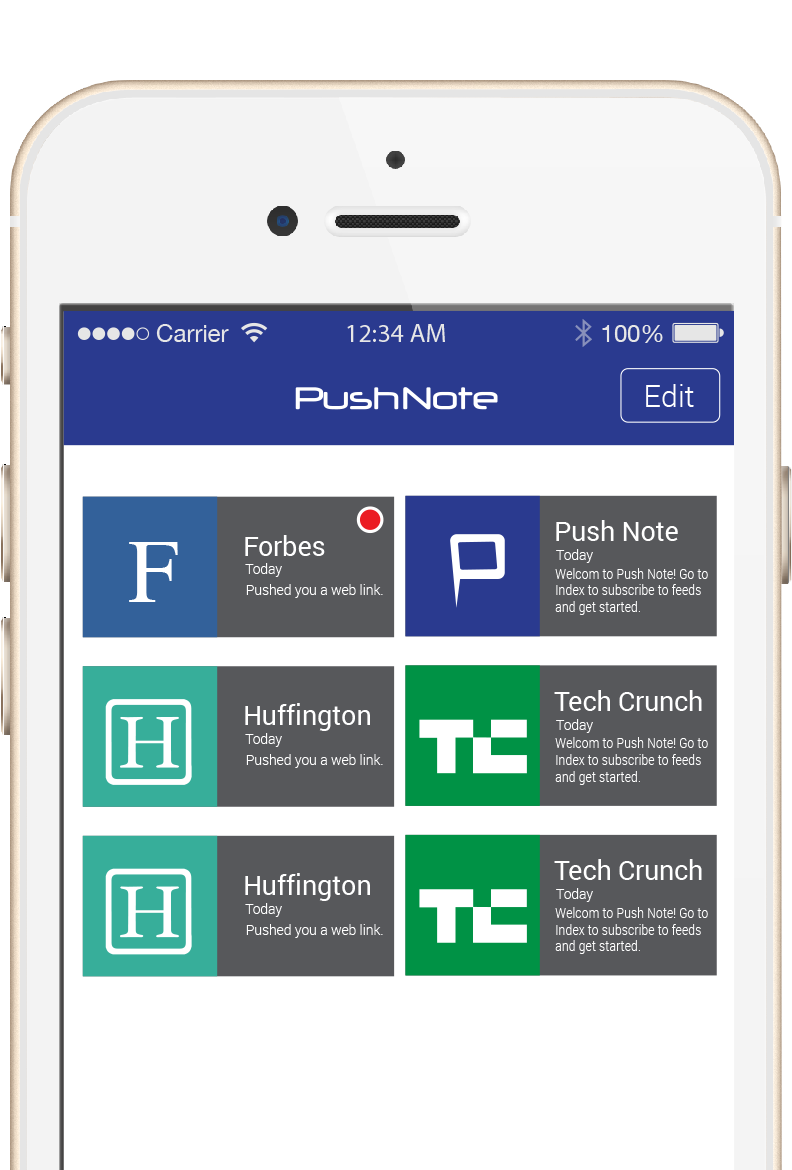 Carrier 12:34 AM 100%
PushNote
Edit
F
Forbes
Today
Pushed you a web link.
P
Push Note
Today
Welcom to Push Note! Go to
Index to subscribe to feeds
and get started.
H
Huffington
Today
Pushed you a web link.
TC
Tech Crunch
Today
Welcom to Push Note! Go to
Index to subscribe to feeds
and get started.
H
Huffington
Today
Pushed you a web link.
TC
Tech Crunch
Today
Welcom to Push Note! Go to
Index to subscribe to feeds
and get started.